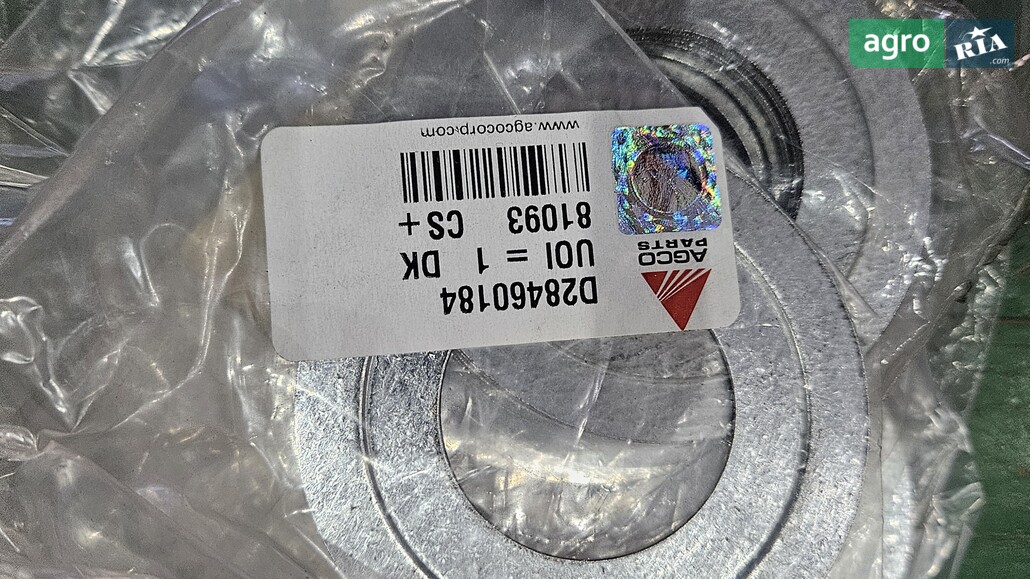 D28460184
UOI = 1 DK
81093 CS +
www.agcocorp.com
AGCO
PARTS
agro
RIA
.com